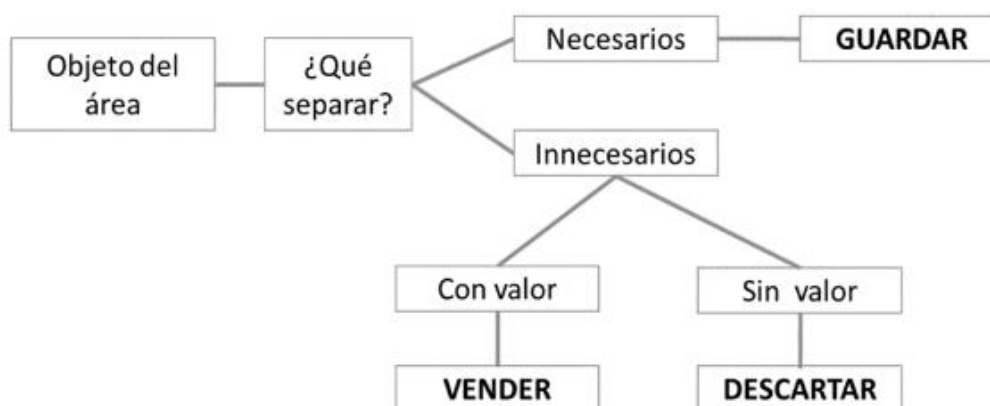 Objeto del
área
¿Qué
separar?
Necesarios
GUARDAR
Innecesarios
Con valor
Sin valor
VENDER
DESCARTAR